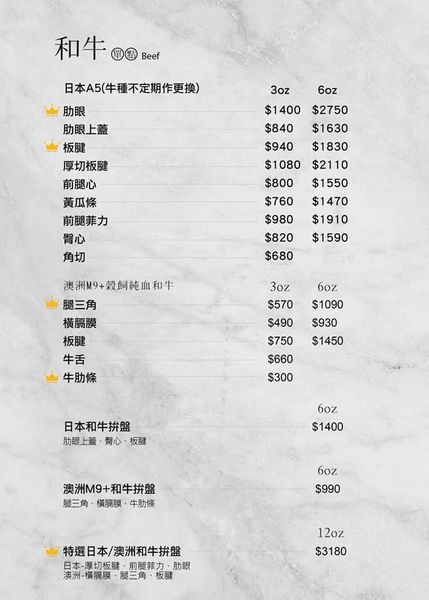 和牛 單點 Beef
日本A5(牛種不定期作更換) 3oz 6oz
肋眼 $1400 $2750
肋眼上蓋 $840 $1630
板腱 $940 $1830
厚切板腱 $1080 $2110
前腿心 $800 $1550
黃瓜條 $760 $1470
前腿菲力 $980 $1910
臀心 $820 $1590
角切 $680
澳洲M9+穀飼純血和牛 3oz 6oz
腿三角 $570 $1090
橫膈膜 $490 $930
板腱 $750 $1450
牛舌 $660
牛肋條 $300
6oz
日本和牛拚盤 $1400
肋眼上蓋、臀心、板腱
6oz
澳洲M9+和牛拚盤 $990
腿三角、橫膈膜、牛肋條
12oz
特選日本/澳洲和牛拚盤 $3180
日本-厚切板腱、前腿菲力、肋眼
澳洲-橫膈膜、腿三角、板腱